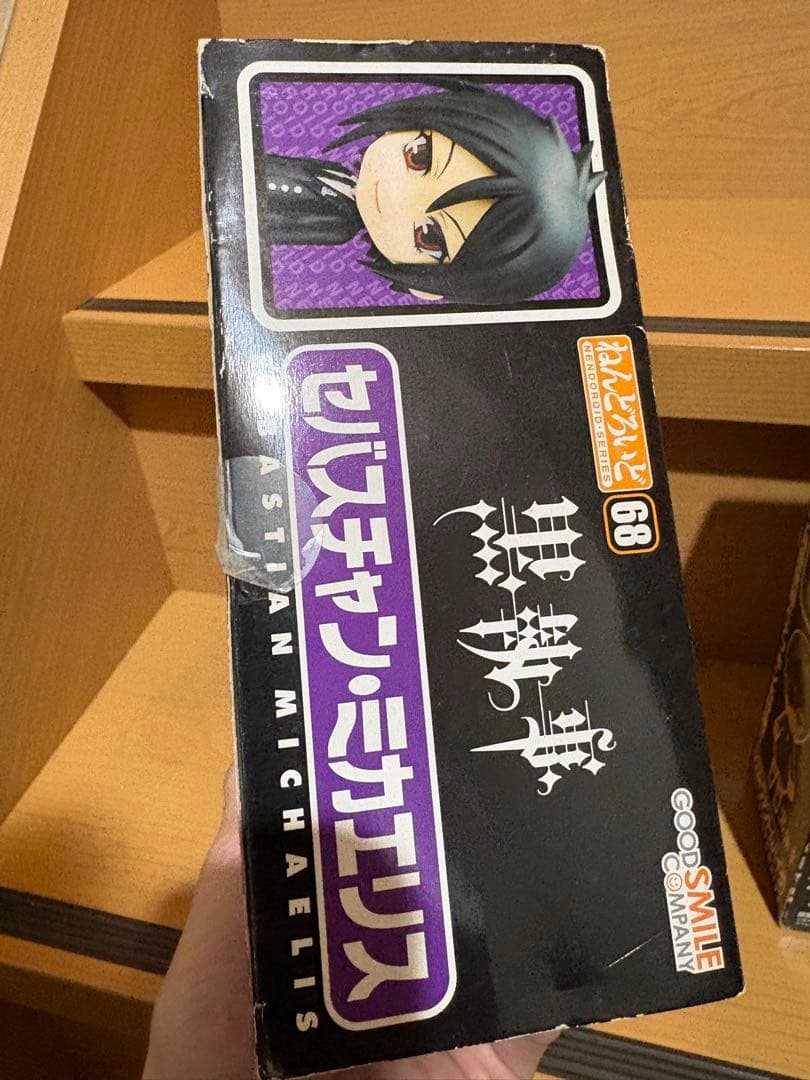 ねんどろいど
NENDOROID·SERIES
68
黒執事
セバスチャン・ミカエリス
BASTIAN MICHAELIS
GOOD SMILE COMPANY